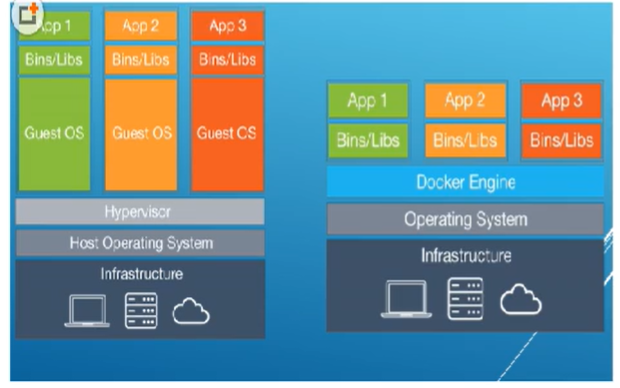 App 1 App 2 App 3
Bins/Libs Bins/Libs Bins/Libs
Guest OS Guest OS Guest OS
Hypervisor
Host Operating System
Infrastructure
App 1 App 2 App 3
Bins/Libs Bins/Libs Bins/Libs
Docker Engine
Operating System
Infrastructure